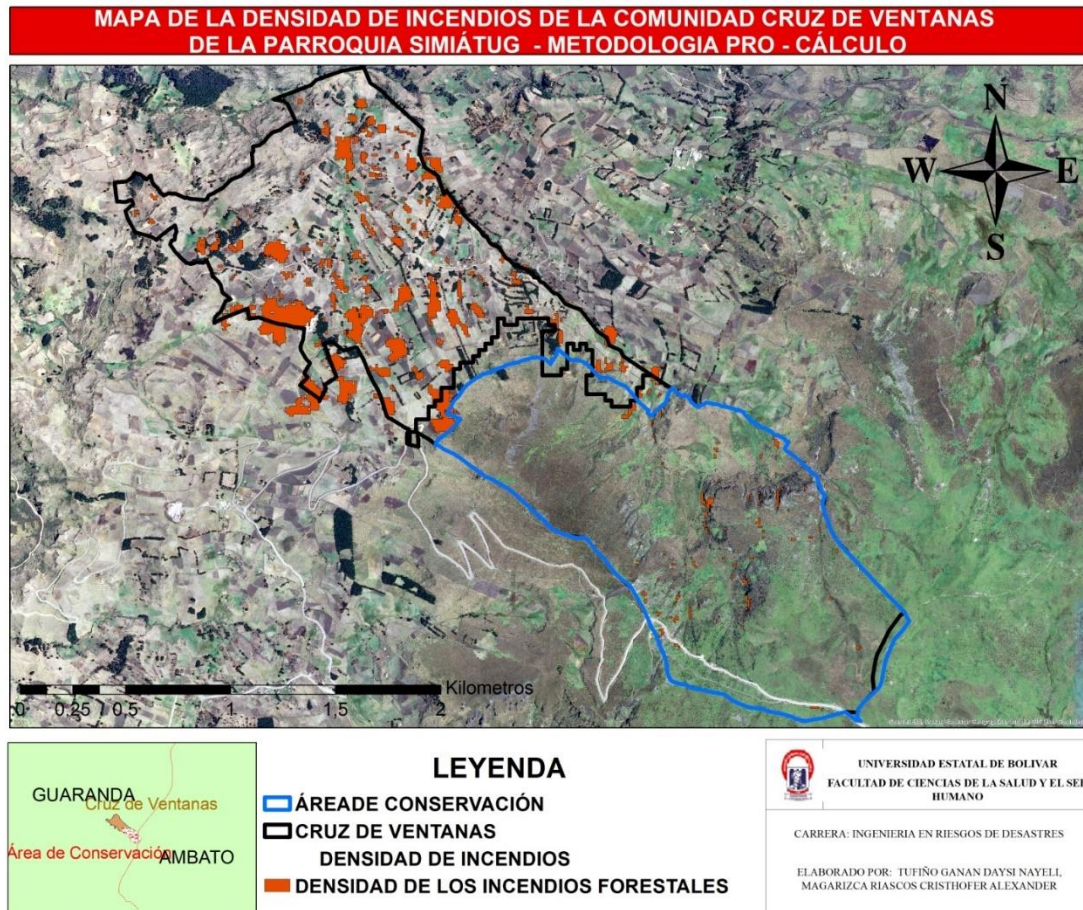 MAPA DE LA DENSIDAD DE INCENDIOS DE LA COMUNIDAD CRUZ DE VENTANAS
DE LA PARROQUIA SIMIÁTUG - METODOLOGIA PRO - CÁLCULO
N
W
E
S
Kilometros
0 0,25 0,5 1 1,5 2
GUARANDA
Cruz de Ventanas
Área de Conservación
AMBATO
LEYENDA
ÁREADE CONSERVACIÓN
CRUZ DE VENTANAS
DENSIDAD DE INCENDIOS
DENSIDAD DE LOS INCENDIOS FORESTALES
UNIVERSIDAD ESTATAL DE BOLIVAR
FACULTAD DE CIENCIAS DE LA SALUD Y EL SE
HUMANO
CARRERA: INGENIERIA EN RIESGOS DE DESASTRES
ELABORADO POR: TUFIÑO GANAN DAYSI NAYELI,
MAGARIZCA RIASCOS CRISTHOFER ALEXANDER